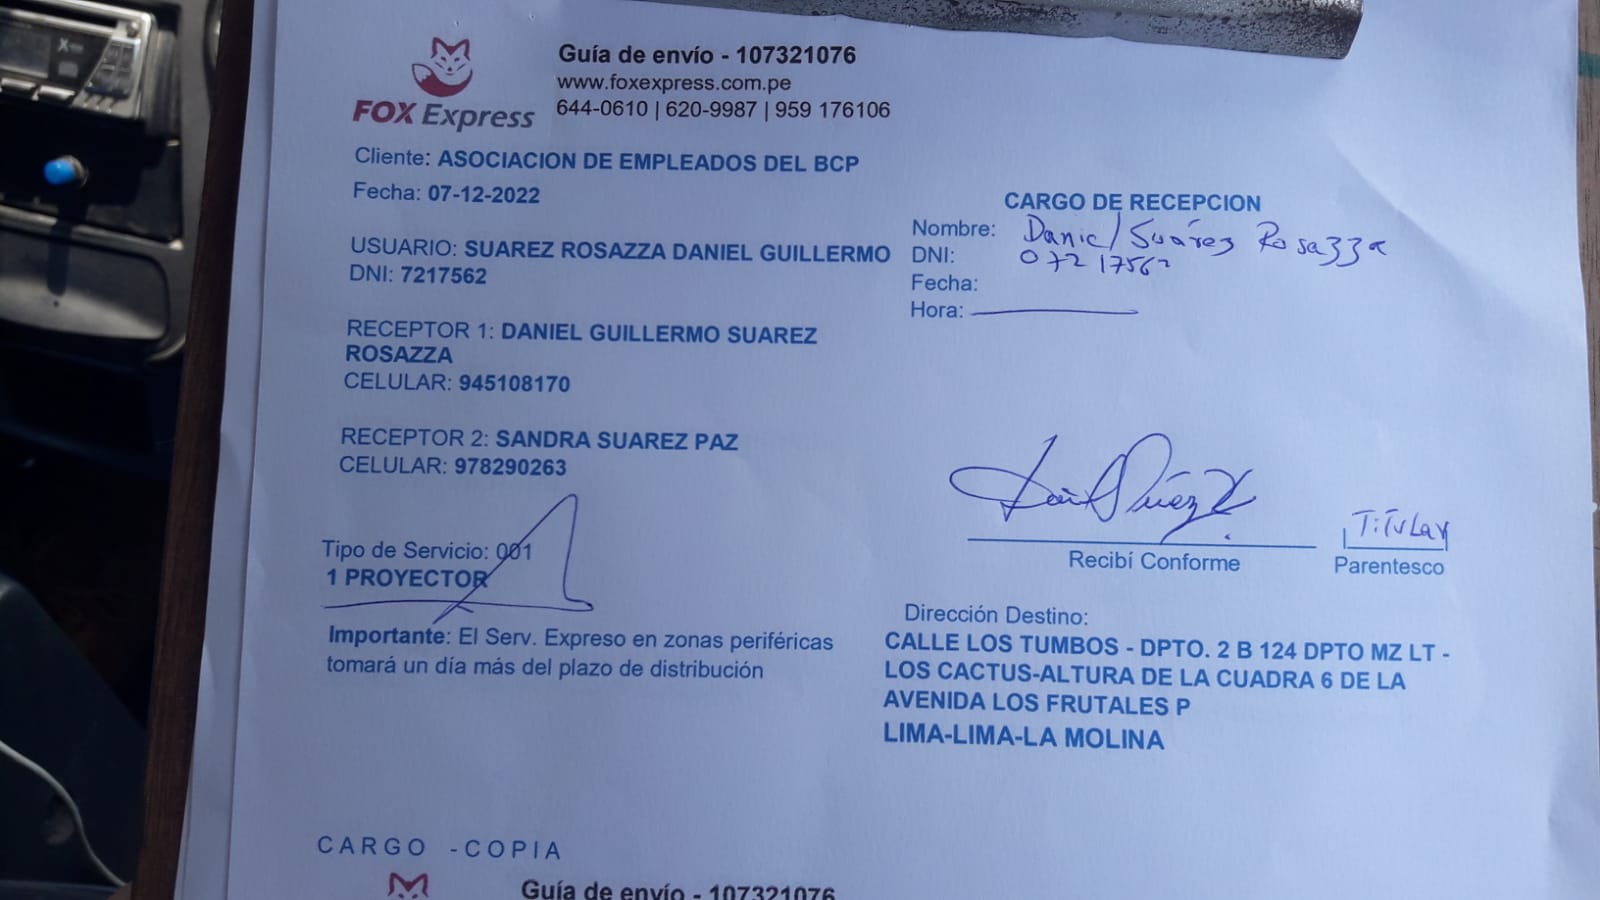 FOX Express
Guía de envío - 107321076
www.foxexpress.com.pe
644-0610 | 620-9987 | 959 176106
Cliente: ASOCIACION DE EMPLEADOS DEL BCP
Fecha: 07-12-2022
USUARIO: SUAREZ ROSAZZA DANIEL GUILLERMO
DNI: 7217562
RECEPTOR 1: DANIEL GUILLERMO SUAREZ
ROSAZZA
CELULAR: 945108170
RECEPTOR 2: SANDRA SUAREZ PAZ
CELULAR: 978290263
Tipo de Servicio: 001
1 PROYECTOR
Importante: El Serv. Expreso en zonas periféricas
tomará un día más del plazo de distribución
CARGO DE RECEPCION
Nombre: Daniel Suárez Rosazza
DNI: 07217562
Fecha:
Hora:
Recibí Conforme
Titular
Parentesco
Dirección Destino:
CALLE LOS TUMBOS - DPTO. 2 B 124 DPTO MZ LT -
LOS CACTUS-ALTURA DE LA CUADRA 6 DE LA
AVENIDA LOS FRUTALES P
LIMA-LIMA-LA MOLINA
CARGO -COPIA
Guía de envío - 107321076